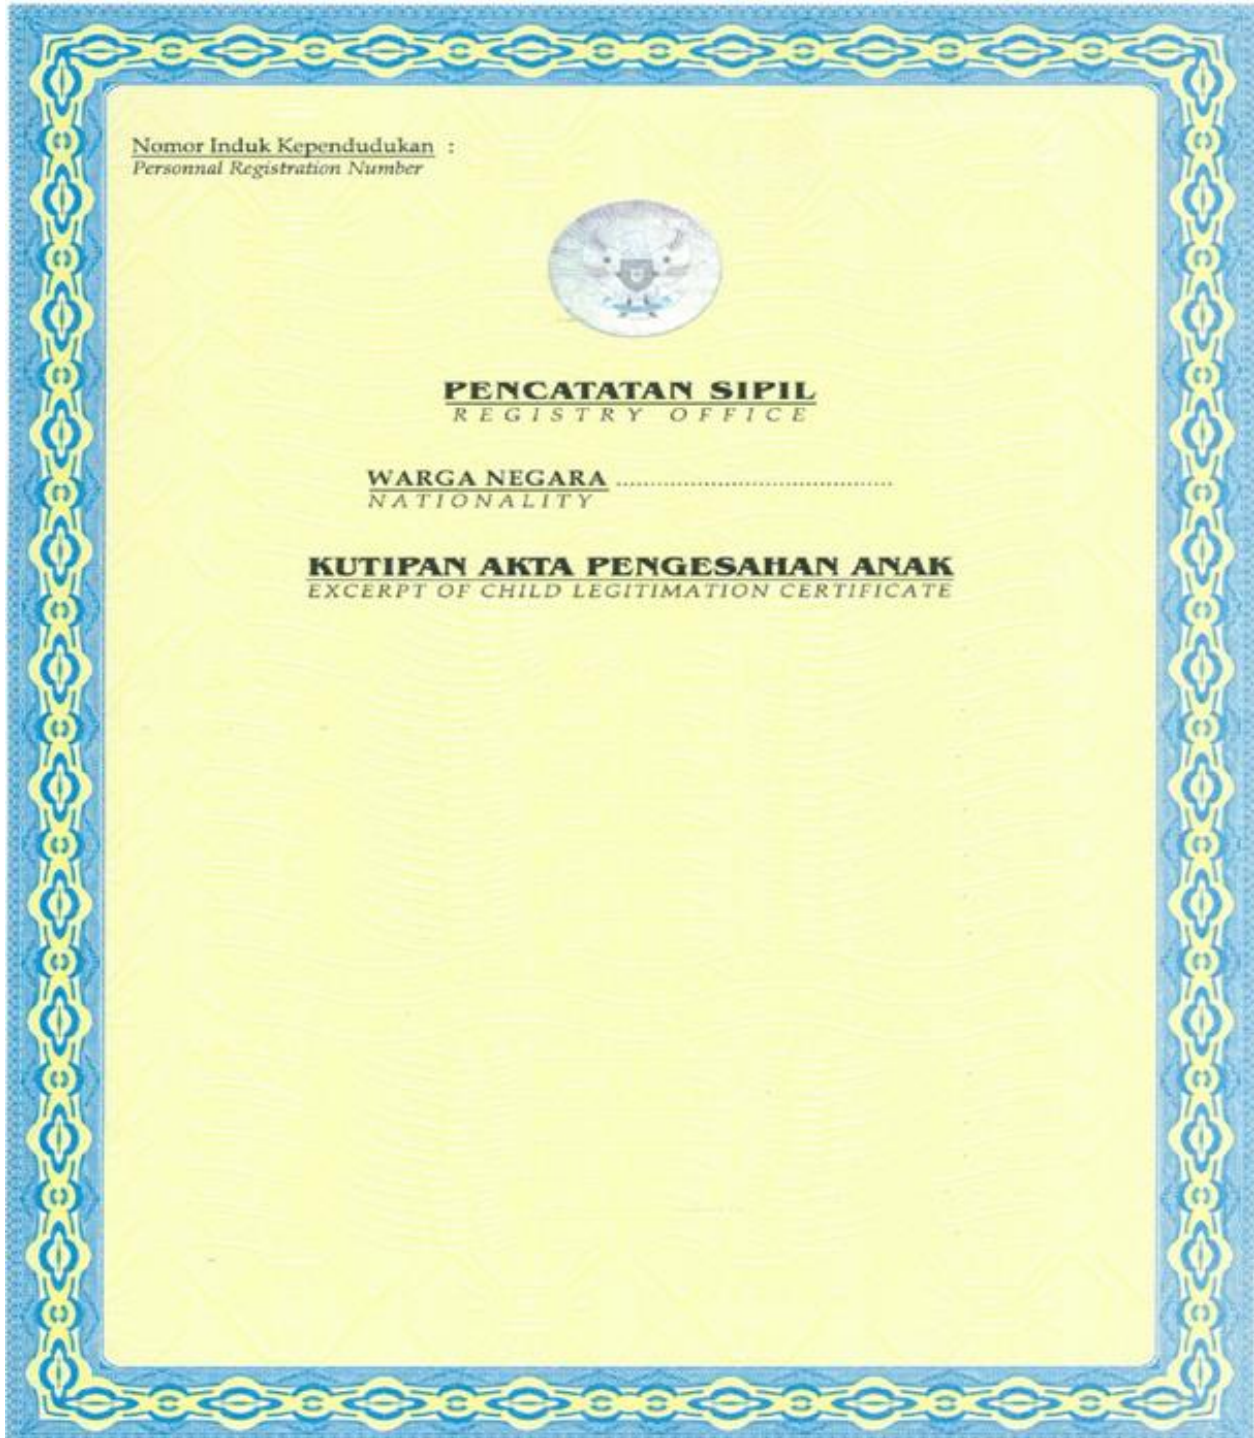 Nomor Induk Kependudukan :
Personnal Registration Number
PENCATATAN SIPIL
REGISTRY OFFICE
WARGA NEGARA ........................................
NATIONALITY
KUTIPAN AKTA PENGESAHAN ANAK
EXCERPT OF CHILD LEGITIMATION CERTIFICATE